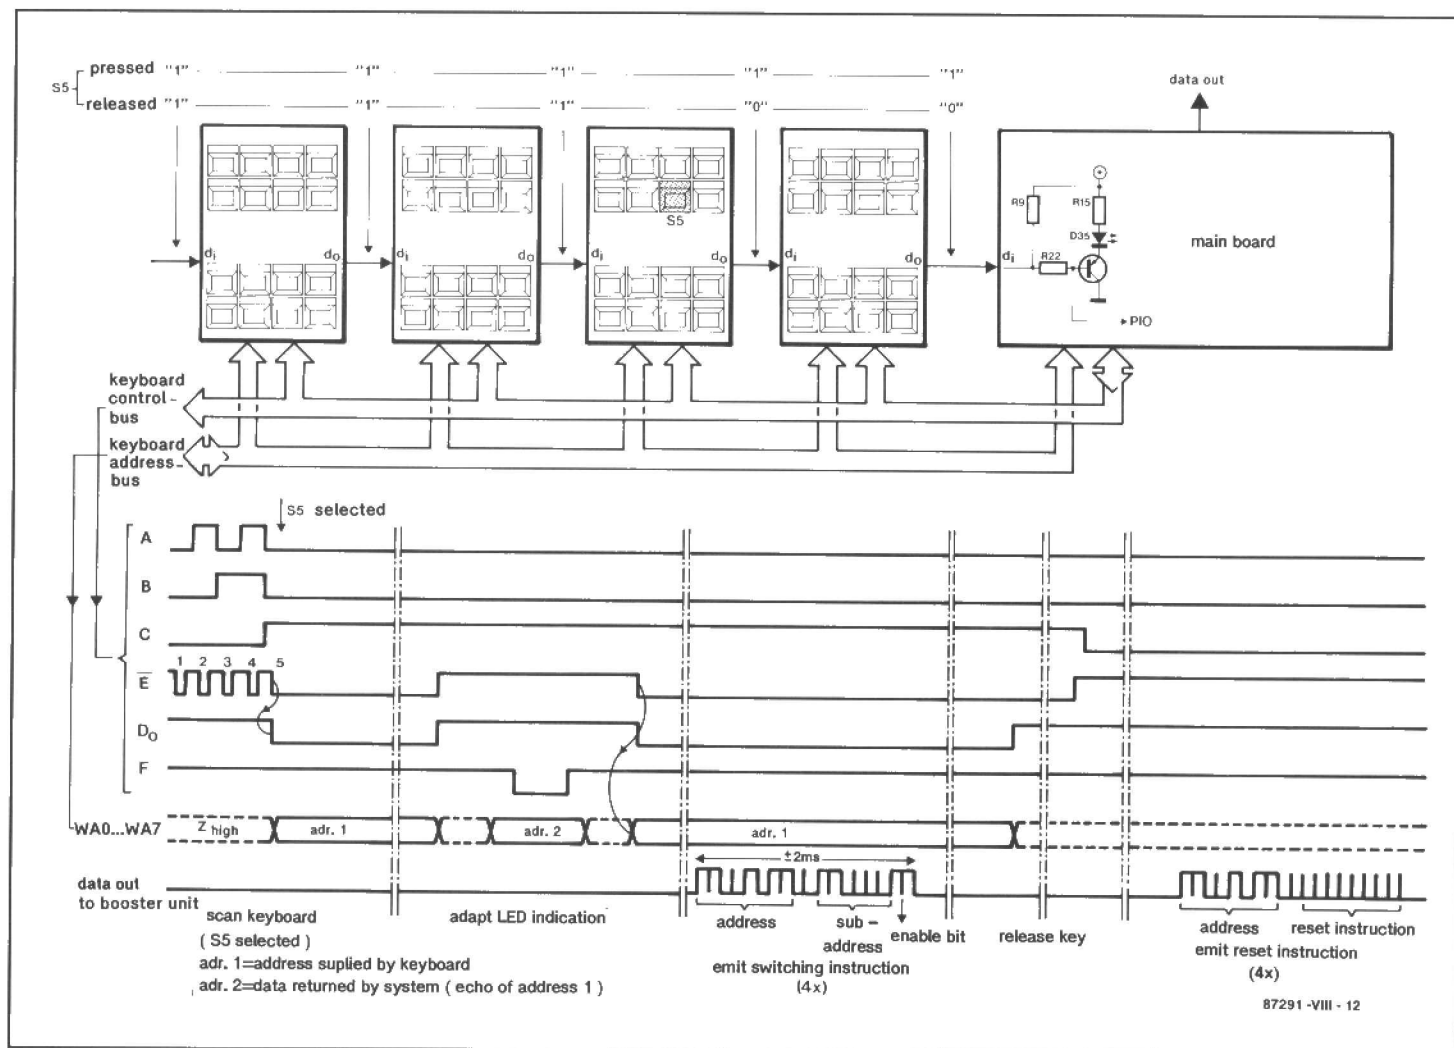 S5
pressed "1" "1" "1" "1" "1"
released "1" "1" "1" "0" "0"
data out
S5
di do di do di do di do di
R9 R15
D35
R22
PIO
main board
keyboard
control-
bus
keyboard
address-
bus
S5 selected
A
B
C
1 2 3 4 5
E
Do
F
WA0...WA7 Z high adr. 1 adr. 2 adr. 1
±2ms
data out
to booster unit
scan keyboard
( S5 selected )
adr. 1=address suplied by keyboard
adr. 2=data returned by system ( echo of address 1 )
adapt LED indication
address
sub-
address
enable bit
emit switching instruction
(4x)
release key
address
reset instruction
emit reset instruction
(4x)
87291-VIII-12